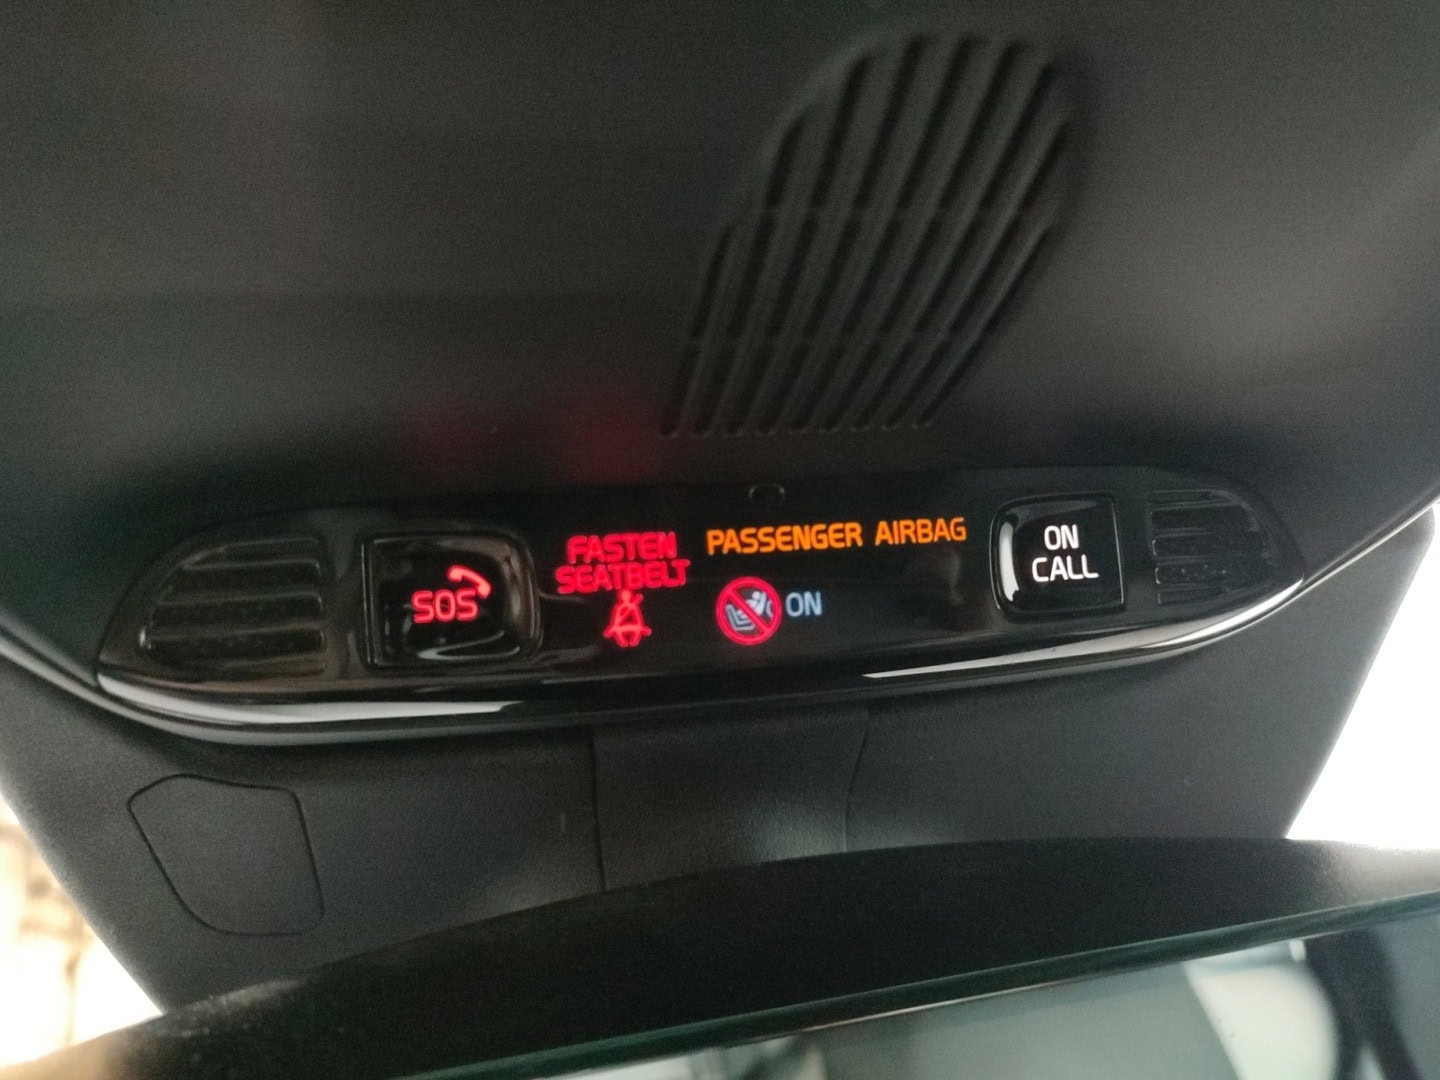 SOS
FASTEN
SEATBELT
PASSENGER AIRBAG
ON
ON
CALL